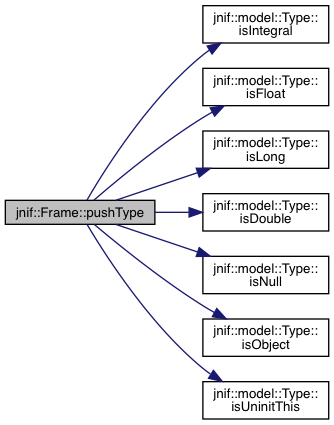 jnif::Frame::pushType
jnif::model::Type::
isIntegral
jnif::model::Type::
isFloat
jnif::model::Type::
isLong
jnif::model::Type::
isDouble
jnif::model::Type::
isNull
jnif::model::Type::
isObject
jnif::model::Type::
isUninitThis